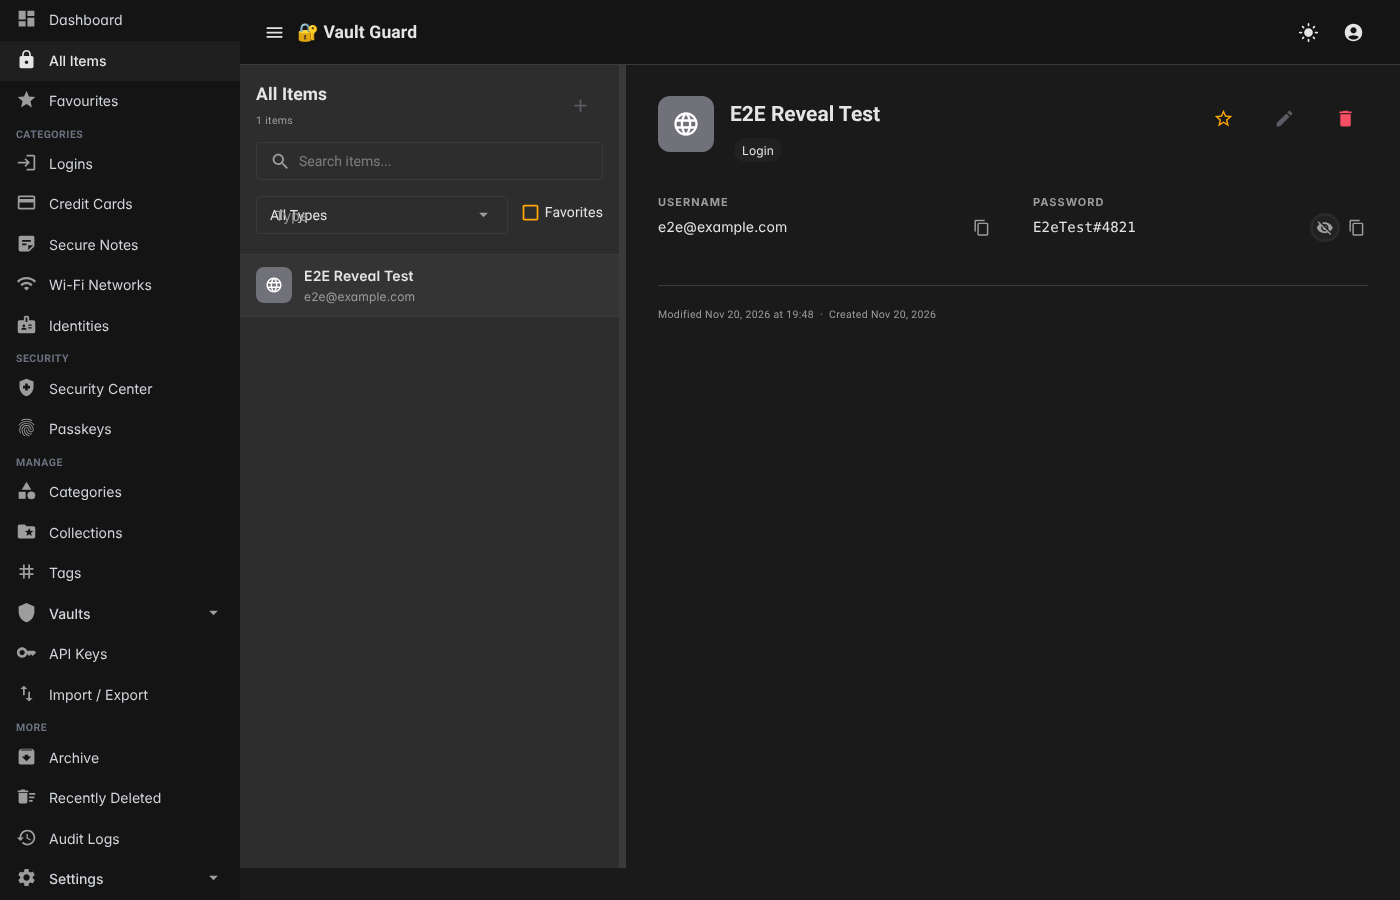 Dashboard
All Items
Favourites
CATEGORIES
Logins
Credit Cards
Secure Notes
Wi-Fi Networks
Identities
SECURITY
Security Center
Passkeys
MANAGE
Categories
Collections
Tags
Vaults
API Keys
Import / Export
MORE
Archive
Recently Deleted
Audit Logs
Settings
🔐 Vault Guard
All Items
1 items
Search items...
Type
All Types
Favorites
E2E Reveal Test
e2e@example.com
E2E Reveal Test
Login
USERNAME
e2e@example.com
PASSWORD
E2eTest#4821
Modified Nov 20, 2026 at 19:48 · Created Nov 20, 2026